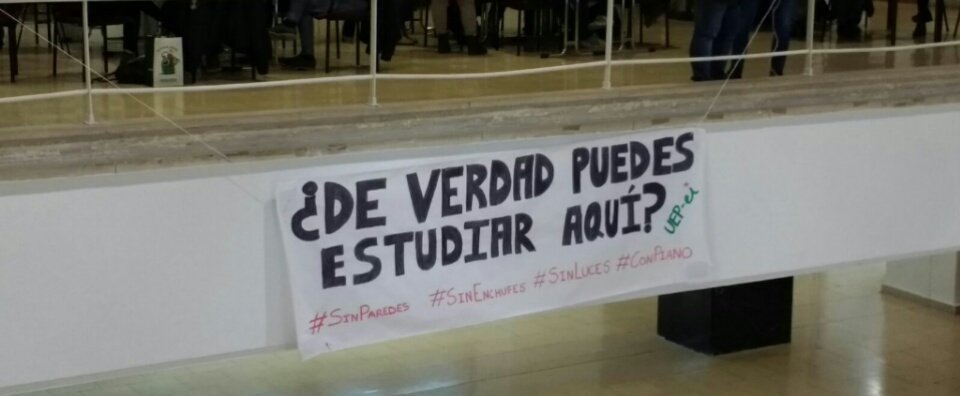 ¿DE VERDAD PUEDES
ESTUDIAR AQUÍ?
UEP-ei
#SINPAREDES #SINENCHUFES #SINLUCES #CONPIANO